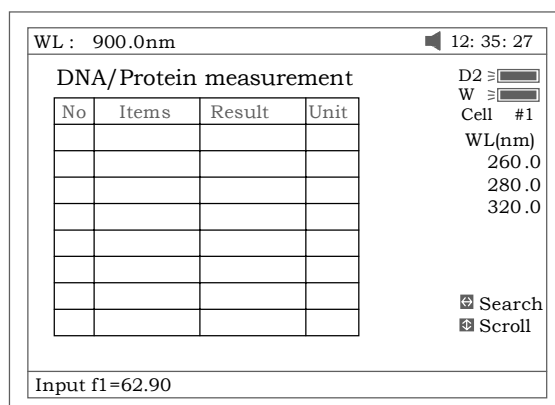 WL : 900.0nm 12: 35: 27
DNA/Protein measurement
No Items Result Unit
D2
W
Cell #1
WL(nm)
260.0
280.0
320.0
Search
Scroll
Input f1=62.90